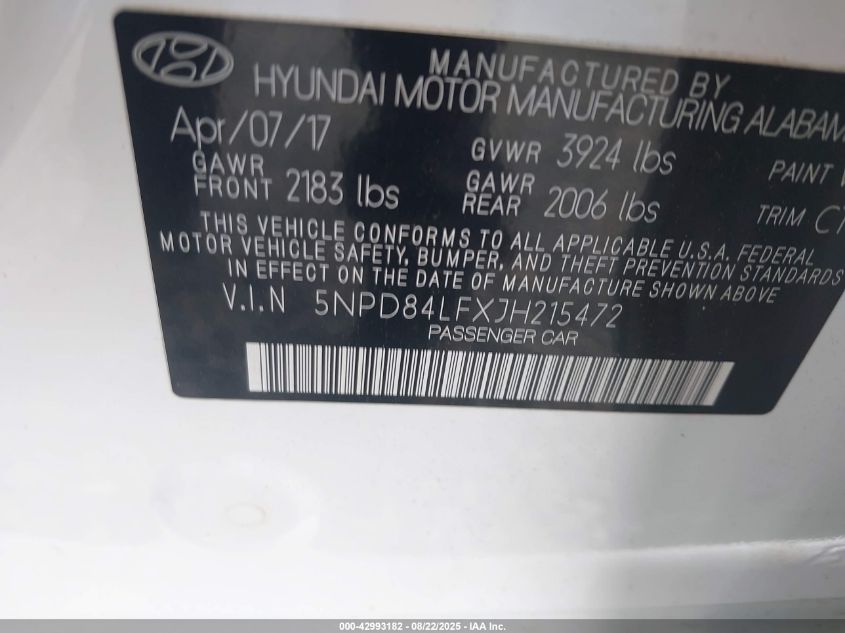 MANUFACTURED BY
HYUNDAI MOTOR MANUFACTURING ALABAM
Apr/07/17 GVWR 3924 lbs PAINT
GAWR FRONT 2183 lbs GAWR REAR 2006 lbs TRIM CT
THIS VEHICLE CONFORMS TO ALL APPLICABLE U.S.A. FEDERAL
MOTOR VEHICLE SAFETY, BUMPER, AND THEFT PREVENTION STANDARDS
IN EFFECT ON THE DATE OF MANUFACTURE SHOWN ABOVE
V.I.N 5NPD84LFXJH215472
PASSENGER CAR
000-42993182 - 08/22/2025 - IAA Inc.